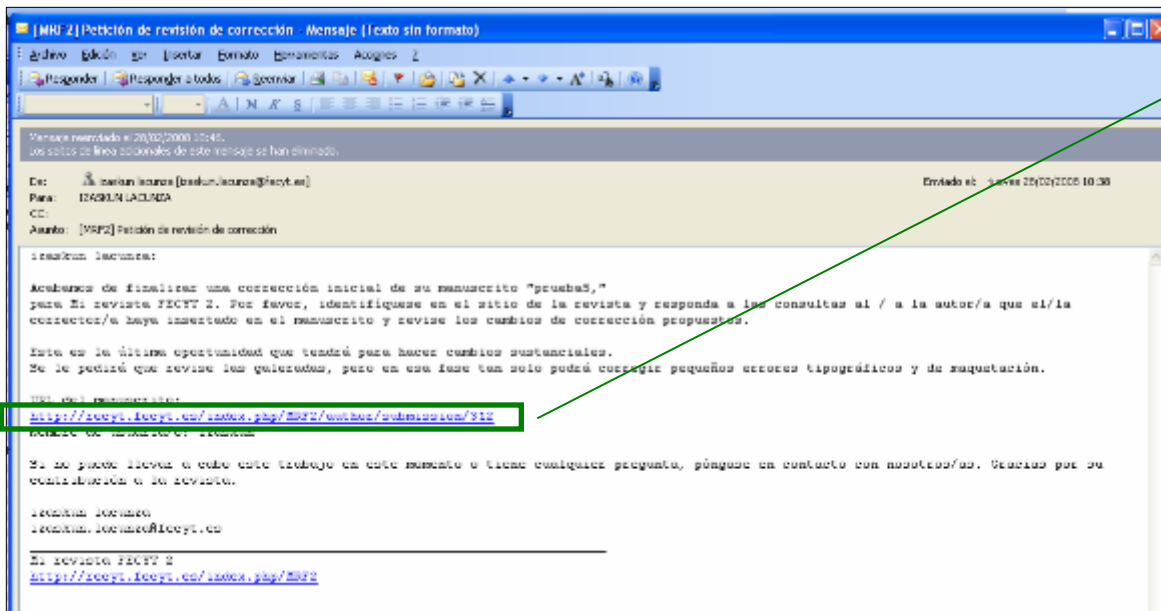 [MRF2] Petición de revisión de corrección - Mensaje (Texto sin formato)
Archivo Edición Ver Insertar Formato Herramientas Acciones ?
Responder Responder a todos Reenviar
A N K S
Mensaje reenviado el 28/02/2008 10:46.
Los saltos de línea adicionales de este mensaje se han eliminado.
De: izaskun lacunza [izaskun.lacunza@fecyt.es] Enviado el: jueves 28/02/2008 10:38
Para: IZASKUN LACUNZA
CC:
Asunto: [MRF2] Petición de revisión de corrección
izaskun lacunza:
Acabamos de finalizar una corrección inicial de su manuscrito "prueba5,"
para Mi revista FECYT 2. Por favor, identifíquese en el sitio de la revista y responda a las consultas al / a la autor/a que el/la
corrector/a haya insertado en el manuscrito y revise los cambios de corrección propuestos.
Esta es la última oportunidad que tendrá para hacer cambios sustanciales.
Se le pedirá que revise las galeradas, pero en esa fase tan solo podrá corregir pequeños errores tipográficos y de maquetación.
URL del manuscrito:
http://recyt.fecyt.es/index.php/MRF2/author/submission/312
Nombre de usuario/a: izaskun
Si no puede llevar a cabo este trabajo en este momento o tiene cualquier pregunta, póngase en contacto con nosotros/as. Gracias por su
contribución a la revista.
izaskun lacunza
izaskun.lacunza@fecyt.es
Mi revista FECYT 2
http://recyt.fecyt.es/index.php/MRF2